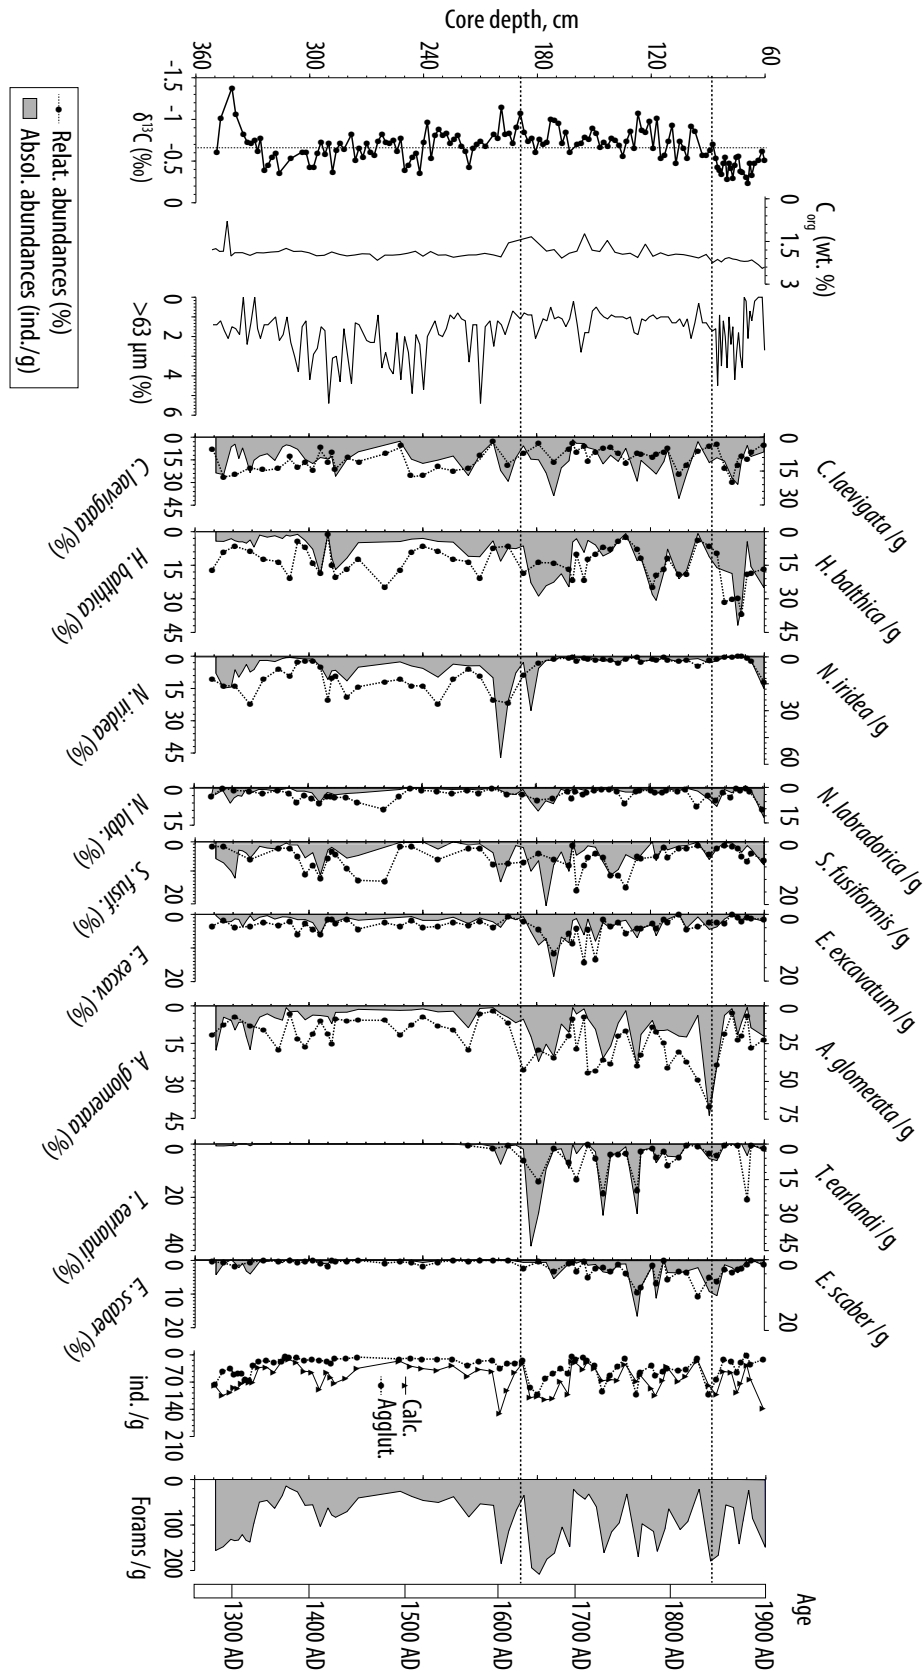 Core depth, cm
360
300
240
180
120
60
-1.5
-1
-0.5
0
δ¹³C (‰)
0
1.5
3
C org (wt. %)
0
2
4
6
>63 µm (%)
0
15
30
45
C. laevigata (%)
0
15
30
C. laevigata /g
0
15
30
45
H. balthica (%)
0
15
30
45
H. balthica /g
0
15
30
45
N. iridea (%)
0
30
60
N. iridea /g
0
15
N. labr. (%)
0
15
N. labradorica /g
0
20
S. fusif. (%)
0
20
S. fusiformis /g
0
20
E. excav. (%)
0
20
E. excavatum /g
0
15
30
45
A. glomerata (%)
0
25
50
75
A. glomerata /g
0
20
40
T. earlandi (%)
0
15
30
45
T. earlandi /g
0
10
20
E. scaber (%)
0
20
E. scaber /g
0
70
140
210
ind. /g
Calc.
Agglut.
0
100
200
Forams /g
Age
1300 AD
1400 AD
1500 AD
1600 AD
1700 AD
1800 AD
1900 AD
Relat. abundances (%)
Absol. abundances (ind./g)